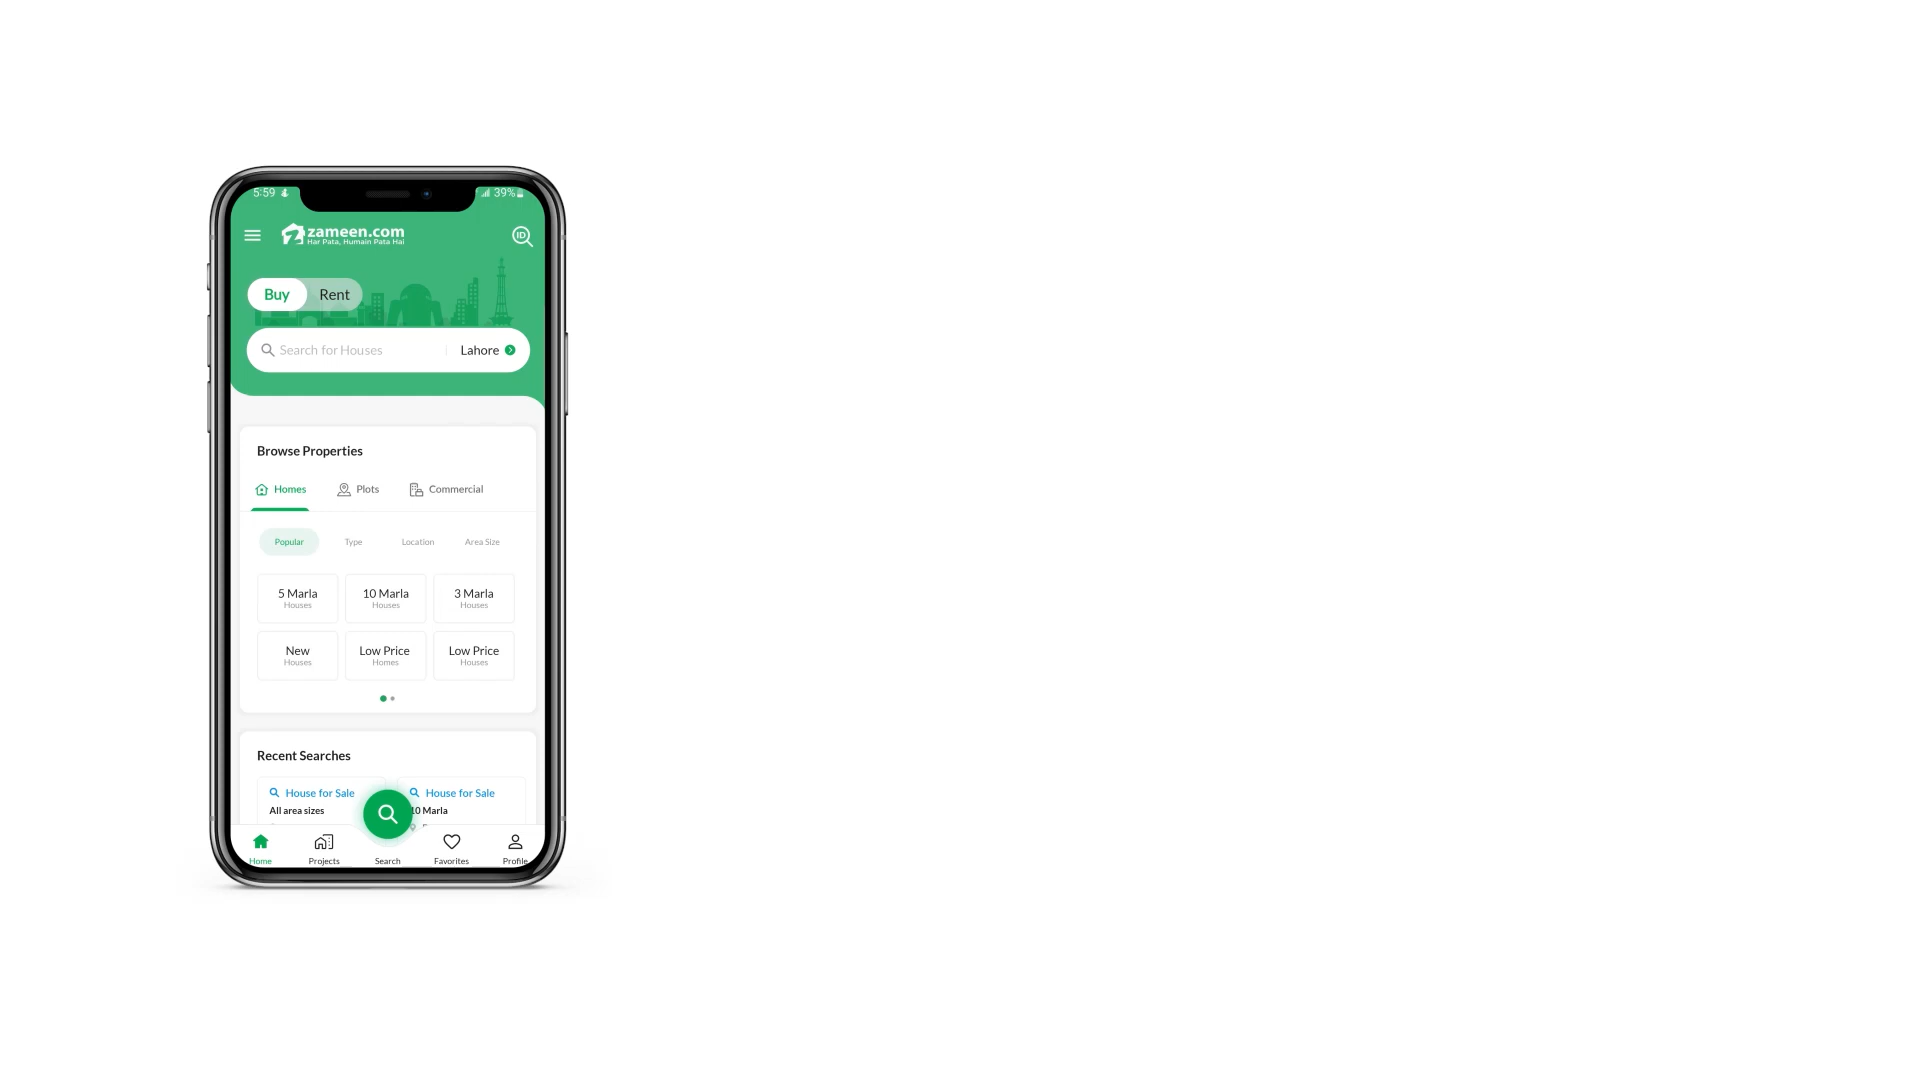 5:59
39%
zameen.com
Har Pata, Humain Pata Hai
ID
Buy Rent
Search for Houses Lahore
Browse Properties
Homes Plots Commercial
Popular Type Location Area Size
5 Marla 10 Marla 3 Marla
Houses Houses Houses
New Low Price Low Price
Houses Homes Houses
Recent Searches
House for Sale House for Sale
All area sizes 10 Marla
Home Projects Search Favorites Profile